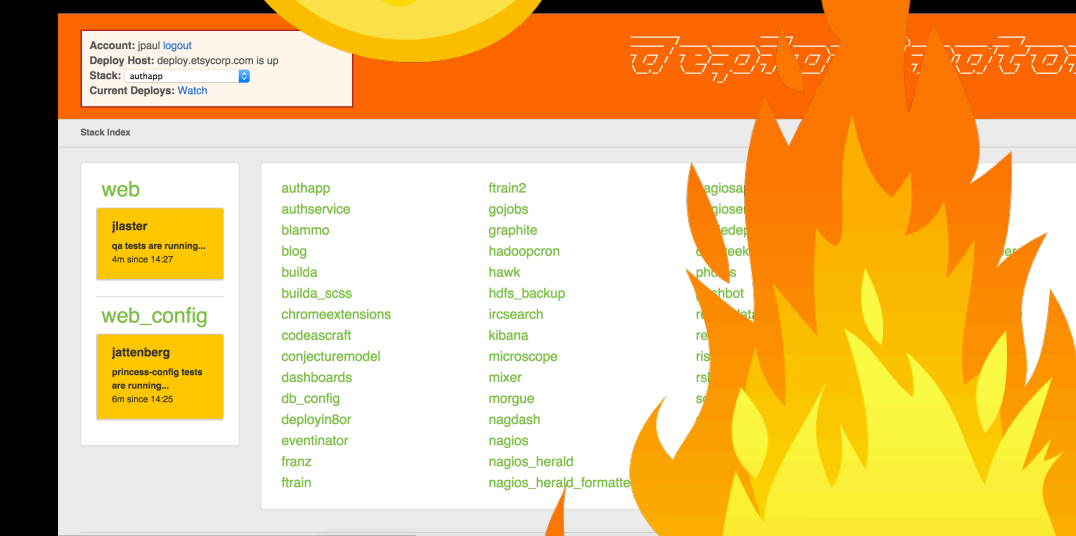 Account: jpaul logout
Deploy Host: deploy.etsycorp.com is up
Stack: authapp
Current Deploys: Watch
Stack Index
web
jlaster
qa tests are running...
4m since 14:27
web_config
jattenberg
princess-config tests
are running...
6m since 14:25
authapp
authservice
blammo
blog
builda
builda_scss
chromeextensions
codeascraft
conjecturemodel
dashboards
db_config
deployin8or
eventinator
franz
ftrain
ftrain2
gojobs
graphite
hadoopcron
hawk
hdfs_backup
ircsearch
kibana
microscope
mixer
morgue
nagdash
nagios
nagios_herald
nagios_herald_formatte